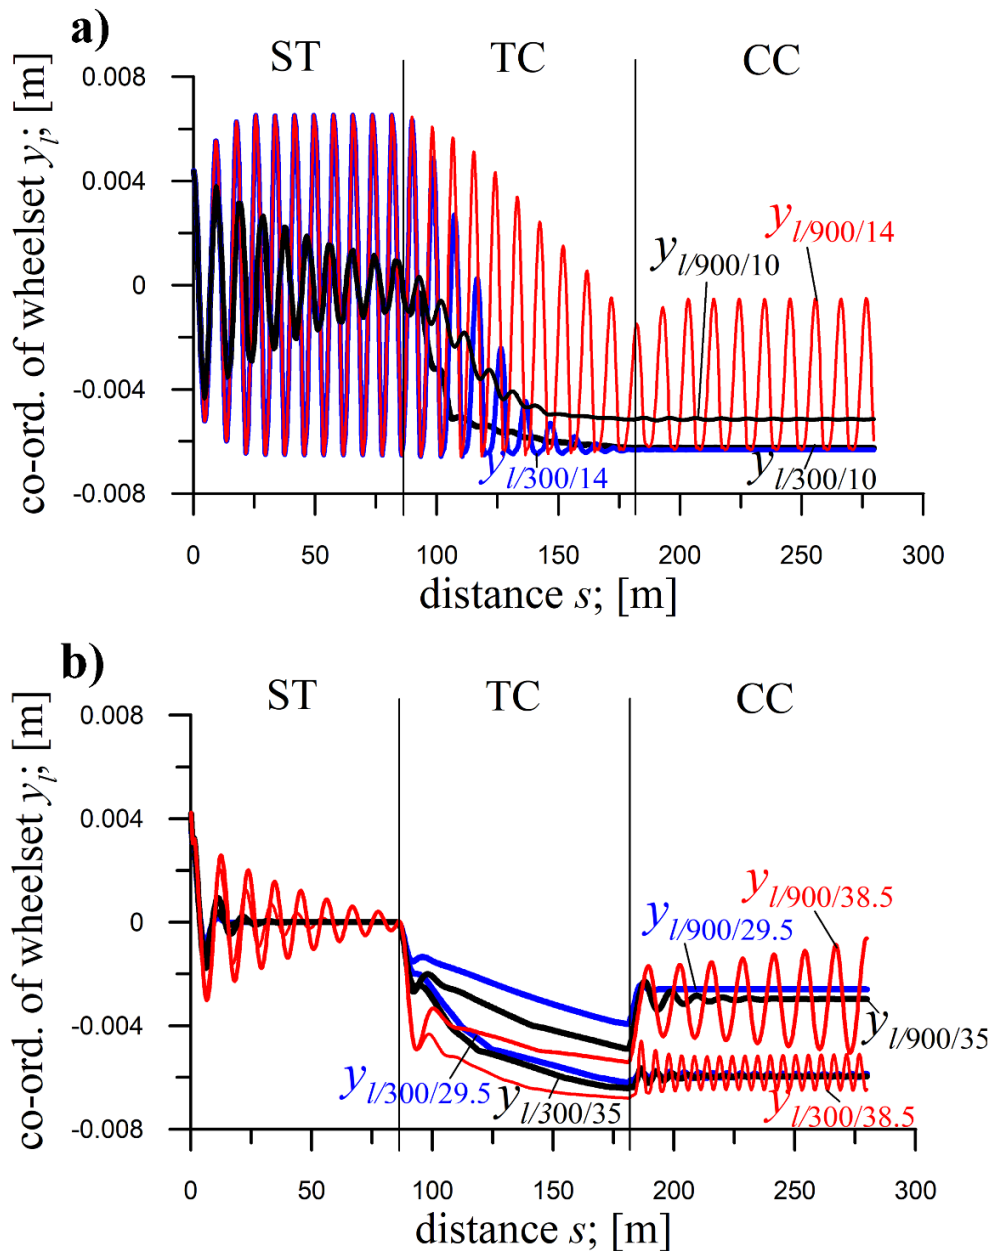 a)
ST TC CC
0.008
0.004
0
-0.004
-0.008
co-ord. of wheelset y_l; [m]
y_l/900/10
y_l/900/14
y_l/300/14
y_l/300/10
0 50 100 150 200 250 300
distance s; [m]
b)
ST TC CC
0.008
0.004
0
-0.004
-0.008
co-ord. of wheelset y_l; [m]
y_l/900/38.5
y_l/900/29.5
y_l/900/35
y_l/300/29.5
y_l/300/35
y_l/300/38.5
0 50 100 150 200 250 300
distance s; [m]